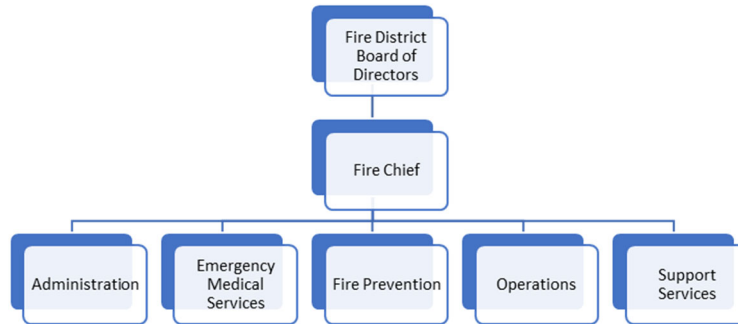 Fire District
Board of
Directors
Fire Chief
Administration
Emergency
Medical
Services
Fire Prevention
Operations
Support
Services